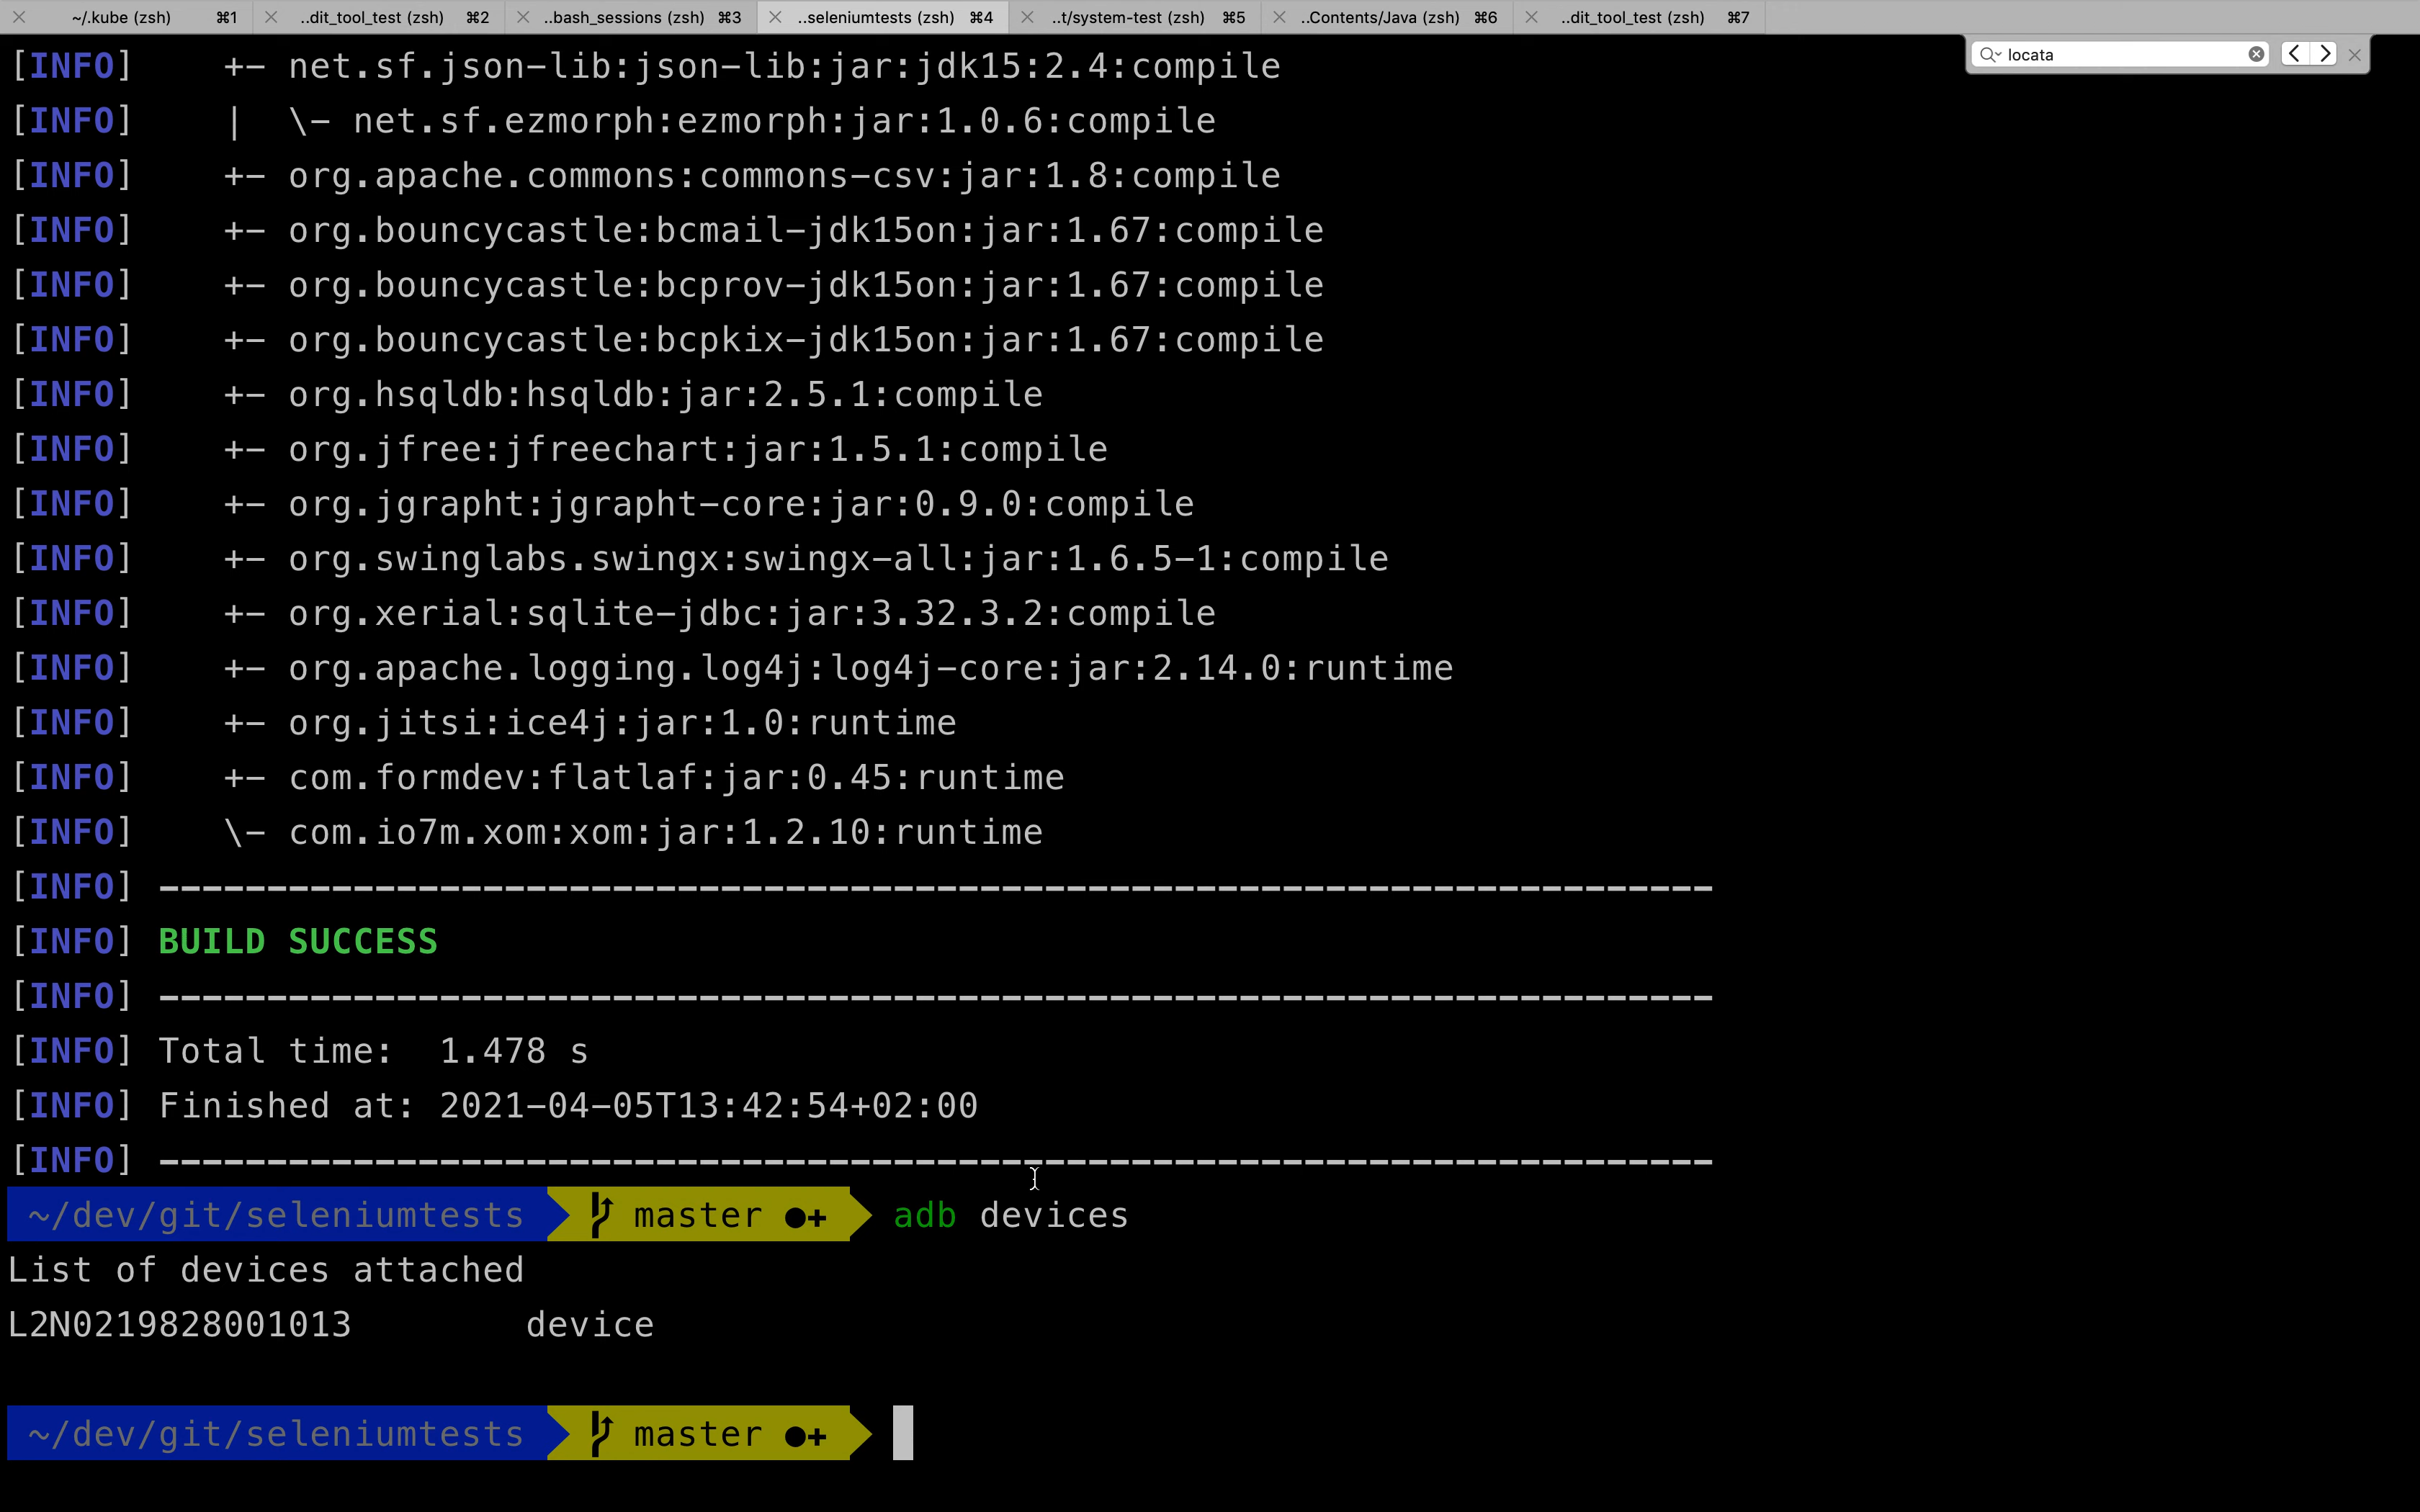 ~/.kube (zsh) ⌘1 ..dit_tool_test (zsh) ⌘2 ..bash_sessions (zsh) ⌘3 ..seleniumtests (zsh) ⌘4 ..t/system-test (zsh) ⌘5 ..Contents/Java (zsh) ⌘6 ..dit_tool_test (zsh) ⌘7
locata
[INFO]    +- net.sf.json-lib:json-lib:jar:jdk15:2.4:compile
[INFO]    |  \- net.sf.ezmorph:ezmorph:jar:1.0.6:compile
[INFO]    +- org.apache.commons:commons-csv:jar:1.8:compile
[INFO]    +- org.bouncycastle:bcmail-jdk15on:jar:1.67:compile
[INFO]    +- org.bouncycastle:bcprov-jdk15on:jar:1.67:compile
[INFO]    +- org.bouncycastle:bcpkix-jdk15on:jar:1.67:compile
[INFO]    +- org.hsqldb:hsqldb:jar:2.5.1:compile
[INFO]    +- org.jfree:jfreechart:jar:1.5.1:compile
[INFO]    +- org.jgrapht:jgrapht-core:jar:0.9.0:compile
[INFO]    +- org.swinglabs.swingx:swingx-all:jar:1.6.5-1:compile
[INFO]    +- org.xerial:sqlite-jdbc:jar:3.32.3.2:compile
[INFO]    +- org.apache.logging.log4j:log4j-core:jar:2.14.0:runtime
[INFO]    +- org.jitsi:ice4j:jar:1.0:runtime
[INFO]    +- com.formdev:flatlaf:jar:0.45:runtime
[INFO]    \- com.io7m.xom:xom:jar:1.2.10:runtime
[INFO] ------------------------------------------------------------------------
[INFO] BUILD SUCCESS
[INFO] ------------------------------------------------------------------------
[INFO] Total time:  1.478 s
[INFO] Finished at: 2021-04-05T13:42:54+02:00
[INFO] ------------------------------------------------------------------------
~/dev/git/seleniumtests master ●✚ adb devices
List of devices attached
L2N0219828001013        device
~/dev/git/seleniumtests master ●✚